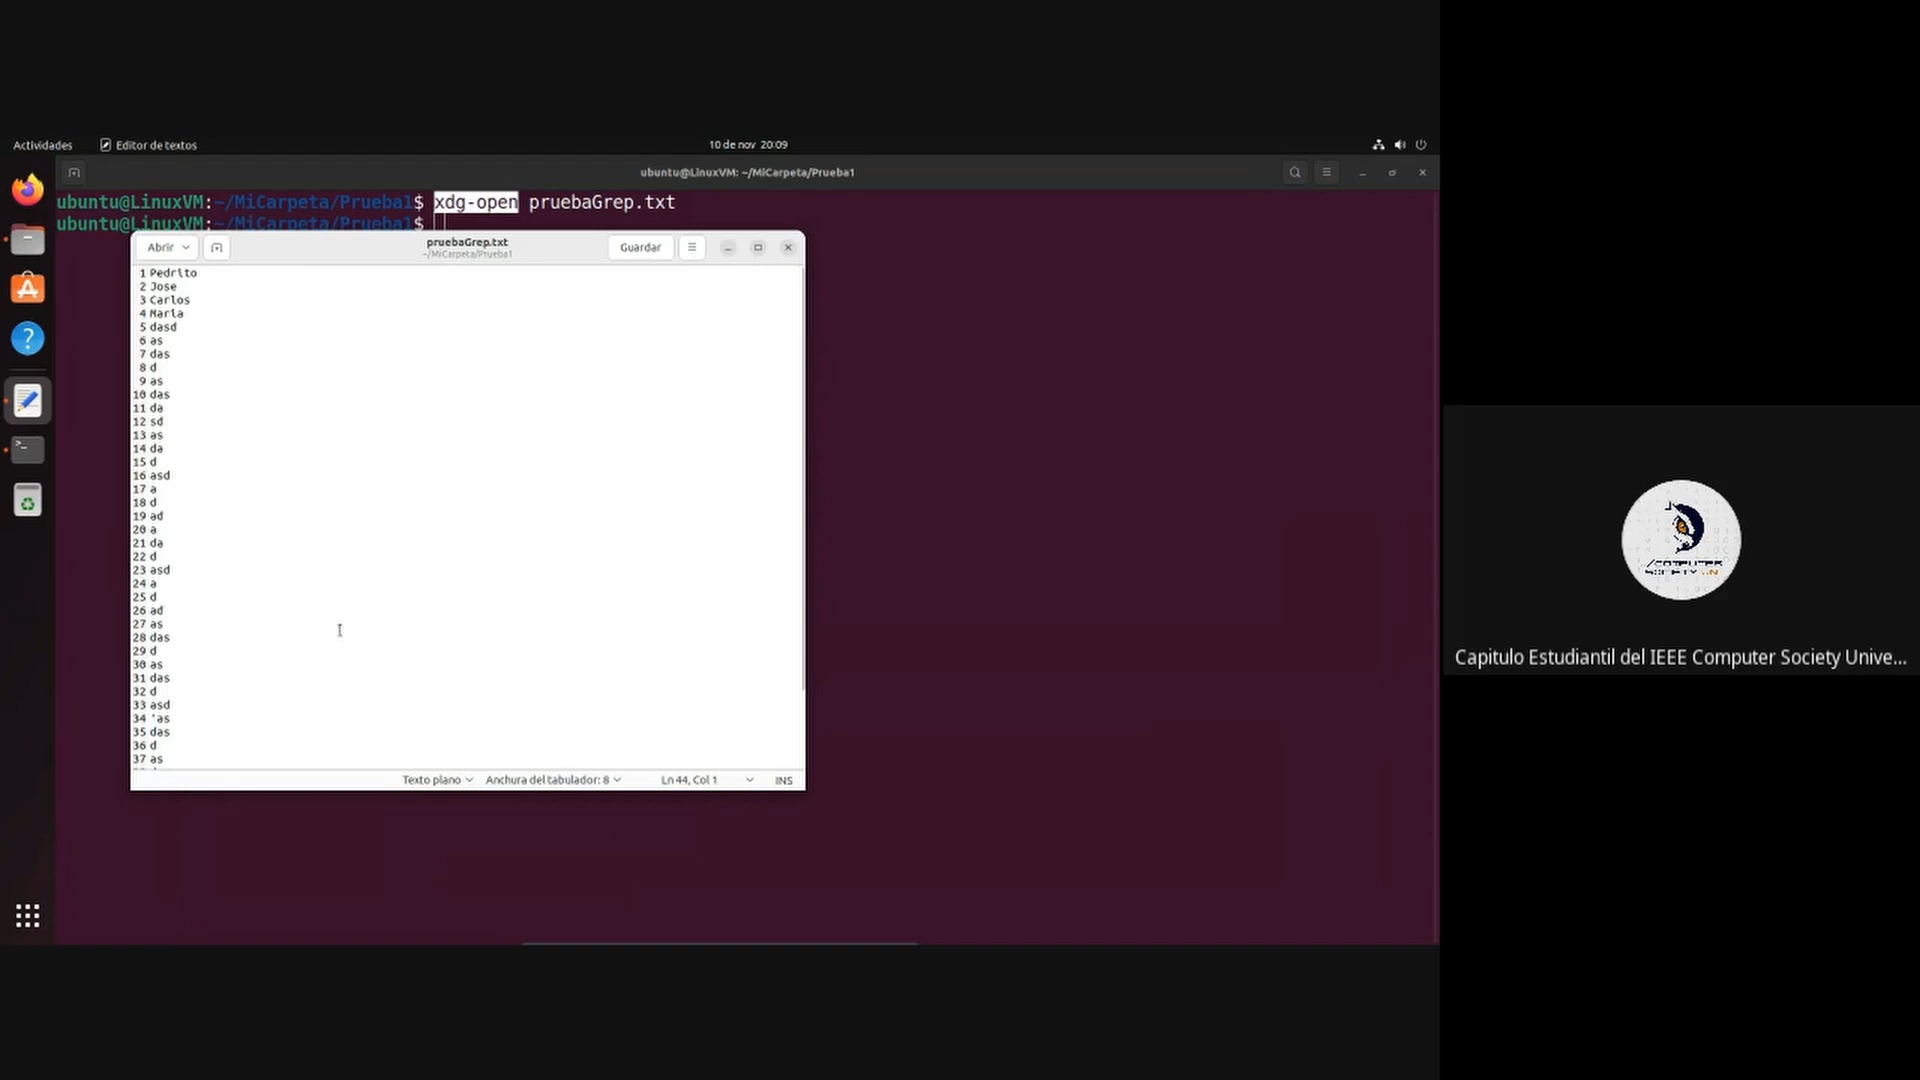 Actividades Editor de textos 10 de nov 20:09
ubuntu@LinuxVM: ~/MiCarpeta/Prueba1
ubuntu@LinuxVM:~/MiCarpeta/Prueba1$ xdg-open pruebaGrep.txt
ubuntu@LinuxVM:~/MiCarpeta/Prueba1$
Abrir pruebaGrep.txt Guardar
~/MiCarpeta/Prueba1
1 Pedrito
2 Jose
3 Carlos
4 Maria
5 dasd
6 as
7 das
8 d
9 as
10 das
11 da
12 sd
13 as
14 da
15 d
16 asd
17 a
18 d
19 ad
20 a
21 da
22 d
23 asd
24 a
25 d
26 ad
27 as
28 das
29 d
30 as
31 das
32 d
33 asd
34 'as
35 das
36 d
37 as
Texto plano Anchura del tabulador: 8 Ln 44, Col 1 INS
COMPUTER
SOCIETY
Capitulo Estudiantil del IEEE Computer Society Unive...